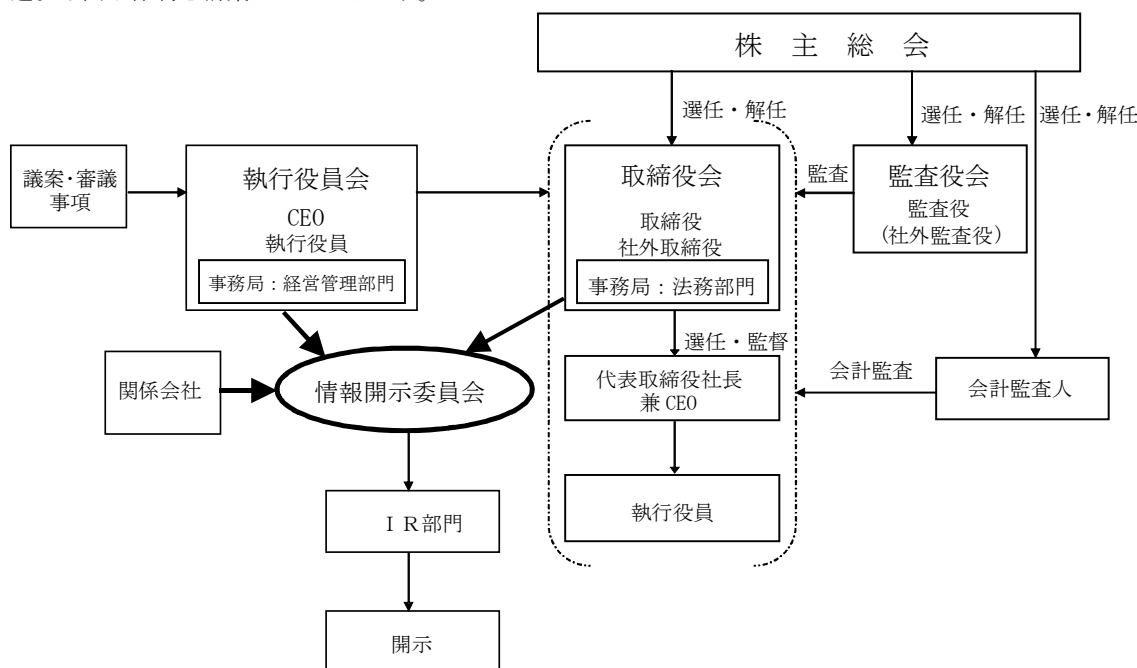 株 主 総 会
選任・解任
選任・解任
選任・解任
議案・審議
事項
執行役員会
CEO
執行役員
事務局：経営管理部門
取締役会
取締役
社外取締役
事務局：法務部門
監査
監査役会
監査役
(社外監査役)
選任・監督
関係会社
情報開示委員会
代表取締役社長
兼 CEO
会計監査
会計監査人
ＩＲ部門
執行役員
開示